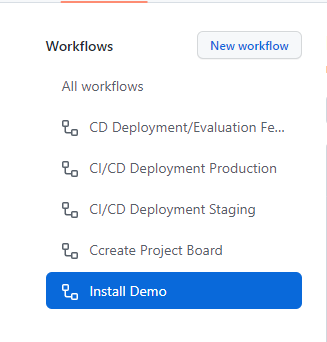 Workflows
New workflow
All workflows
CD Deployment/Evaluation Fe...
CI/CD Deployment Production
CI/CD Deployment Staging
Ccreate Project Board
Install Demo